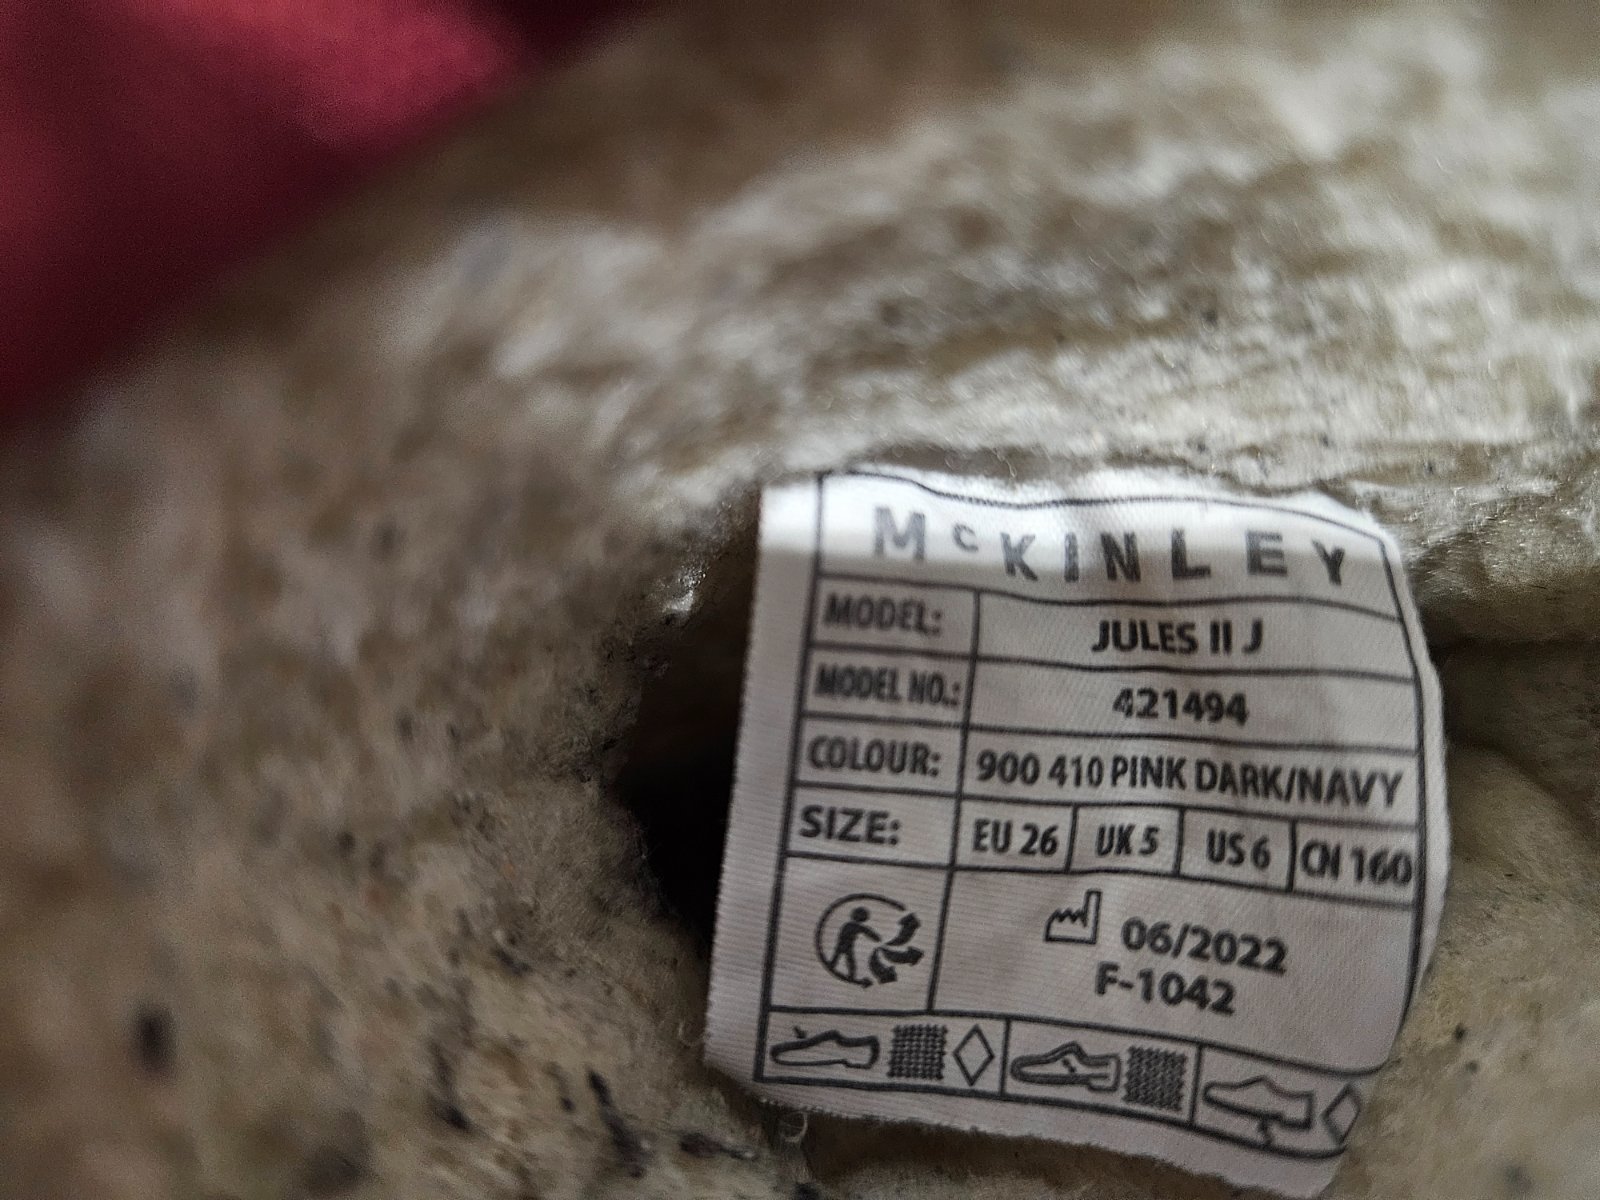 McKINLEY
MODEL: JULES II J
MODEL NO.: 421494
COLOUR: 900 410 PINK DARK/NAVY
SIZE: EU 26 UK 5 US 6 CN 160
06/2022
F-1042